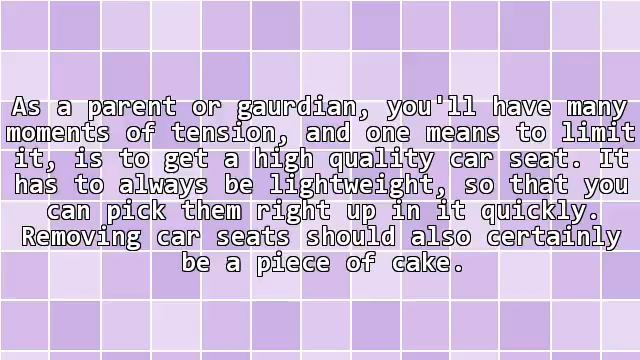 As a parent or gaurdian, you'll have many
moments of tension, and one means to limit
it, is to get a high quality car seat. It
has to always be lightweight, so that you
can pick them right up in it quickly.
Removing car seats should also certainly
be a piece of cake.